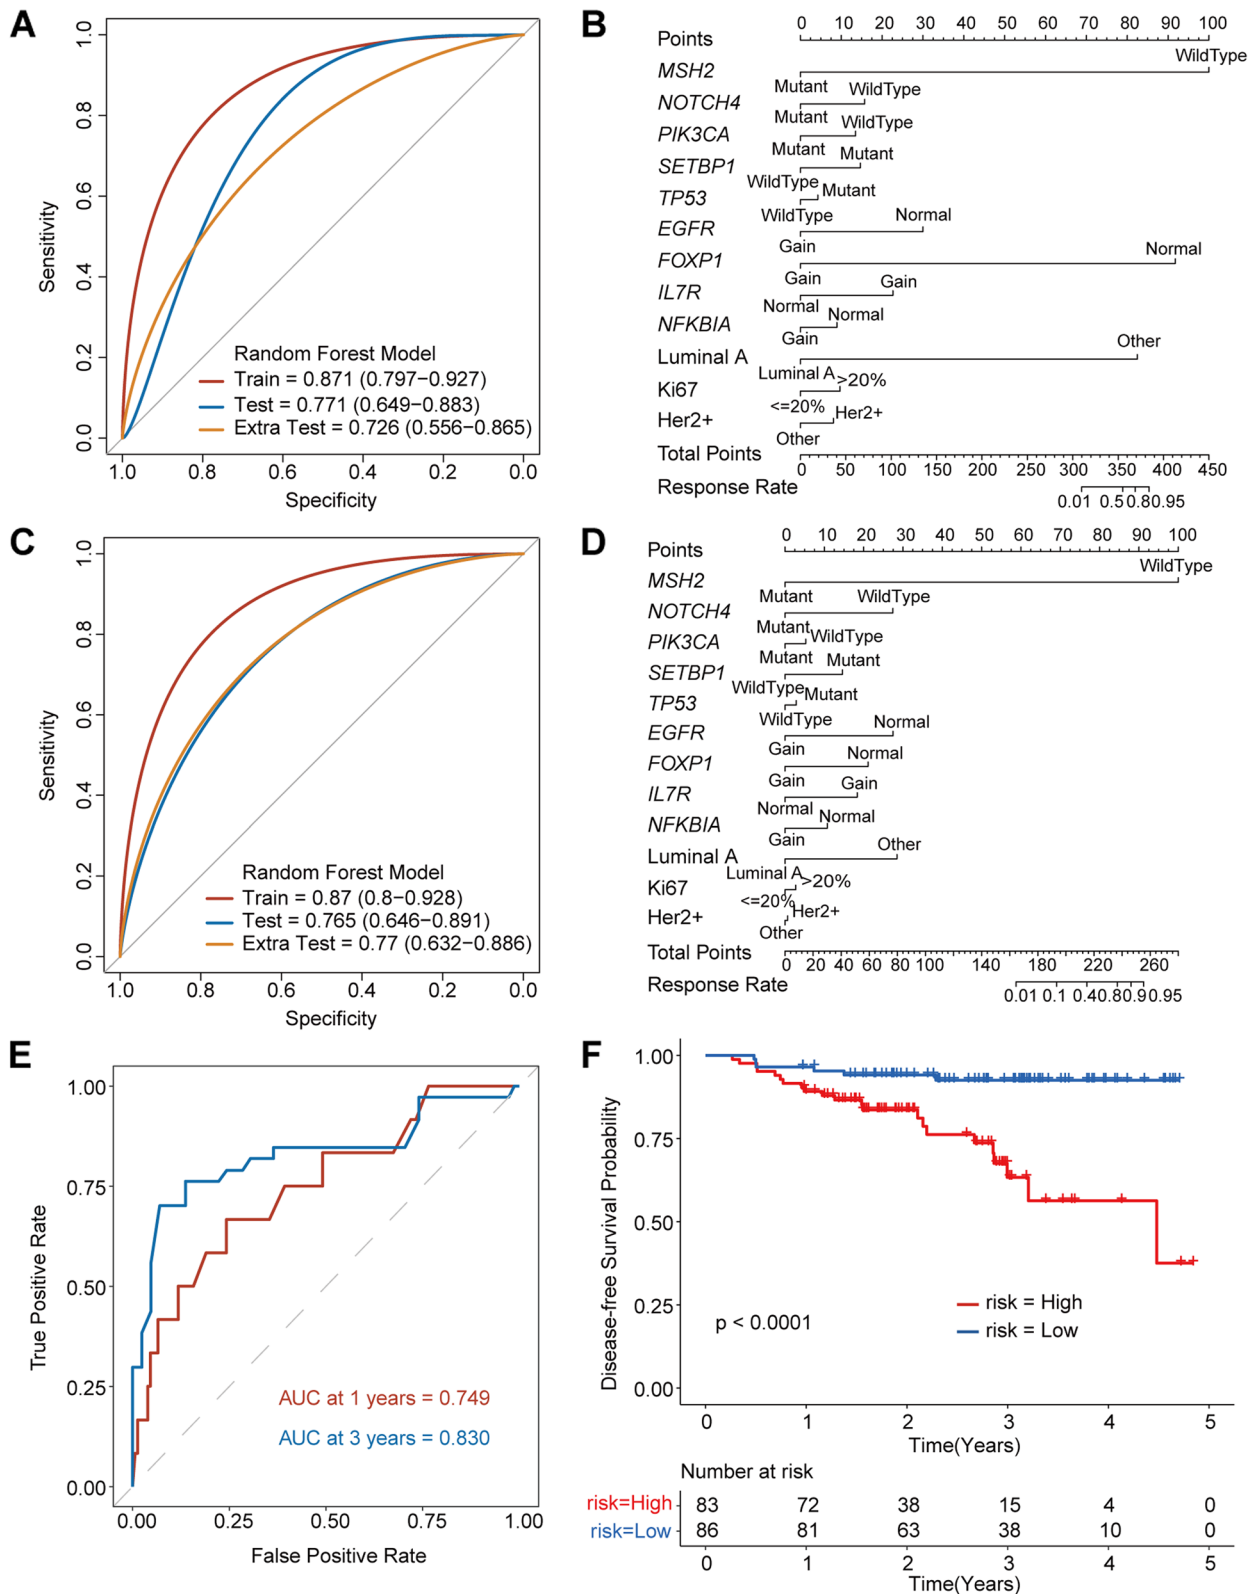 A
1.0
0.8
0.6
0.4
0.2
0.0
Sensitivity
Random Forest Model
Train = 0.871 (0.797−0.927)
Test = 0.771 (0.649−0.883)
Extra Test = 0.726 (0.556−0.865)
1.0 0.8 0.6 0.4 0.2 0.0
Specificity
B
0 10 20 30 40 50 60 70 80 90 100
Points
WildType
MSH2
Mutant WildType
NOTCH4
Mutant WildType
PIK3CA
Mutant Mutant
SETBP1
WildType Mutant
TP53
WildType Normal
EGFR
Gain Normal
FOXP1
Gain Gain
IL7R
Normal Normal
NFKBIA
Gain Other
Luminal A
Luminal A >20%
Ki67
<=20% Her2+
Her2+
Other
Total Points
0 50 100 150 200 250 300 350 400 450
Response Rate
0.01 0.5 0.8 0.95
C
1.0
0.8
0.6
0.4
0.2
0.0
Sensitivity
Random Forest Model
Train = 0.87 (0.8−0.928)
Test = 0.765 (0.646−0.891)
Extra Test = 0.77 (0.632−0.886)
1.0 0.8 0.6 0.4 0.2 0.0
Specificity
D
0 10 20 30 40 50 60 70 80 90 100
Points
WildType
MSH2
Mutant WildType
NOTCH4
Mutant WildType
PIK3CA
Mutant Mutant
SETBP1
WildType Mutant
TP53
WildType Normal
EGFR
Gain Normal
FOXP1
Gain Gain
IL7R
Normal Normal
NFKBIA
Gain Other
Luminal A
Luminal A >20%
Ki67
<=20% Her2+
Her2+
Other
Total Points
0 20 40 60 80 100 140 180 220 260
Response Rate
0.01 0.1 0.4 0.8 0.9 0.95
E
1.00
0.75
0.50
0.25
0.00
True Positive Rate
AUC at 1 years = 0.749
AUC at 3 years = 0.830
0.00 0.25 0.50 0.75 1.00
False Positive Rate
F
1.00
0.75
0.50
0.25
0.00
Disease-free Survival Probability
risk = High
risk = Low
p < 0.0001
0 1 2 3 4 5
Time(Years)
Number at risk
risk=High 83 72 38 15 4 0
risk=Low 86 81 63 38 10 0
0 1 2 3 4 5
Time(Years)